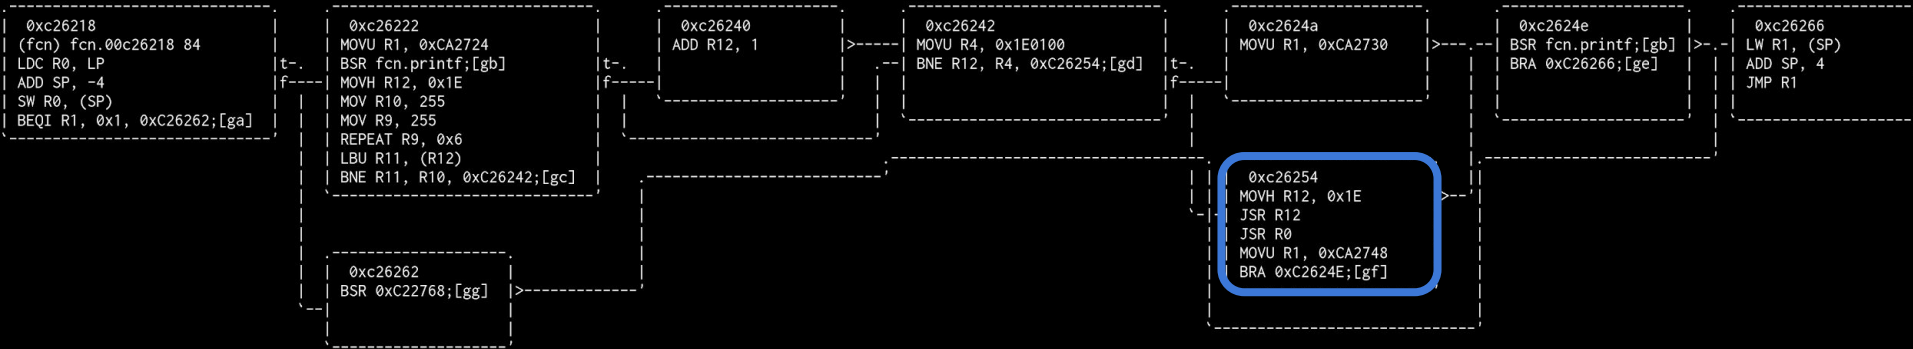 0xc26218
(fcn) fcn.00c26218 84
LDC R0, LP
ADD SP, -4
SW R0, (SP)
BEQI R1, 0x1, 0xC26262;[ga]
t
f
0xc26222
MOVU R1, 0xCA2724
BSR fcn.printf;[gb]
MOVH R12, 0x1E
MOV R10, 255
MOV R9, 255
REPEAT R9, 0x6
LBU R11, (R12)
BNE R11, R10, 0xC26242;[gc]
t
f
0xc26240
ADD R12, 1
0xc26242
MOVU R4, 0x1E0100
BNE R12, R4, 0xC26254;[gd]
t
f
0xc2624a
MOVU R1, 0xCA2730
0xc2624e
BSR fcn.printf;[gb]
BRA 0xC26266;[ge]
0xc26266
LW R1, (SP)
ADD SP, 4
JMP R1
0xc26254
MOVH R12, 0x1E
JSR R12
JSR R0
MOVU R1, 0xCA2748
BRA 0xC2624E;[gf]
0xc26262
BSR 0xC22768;[gg]